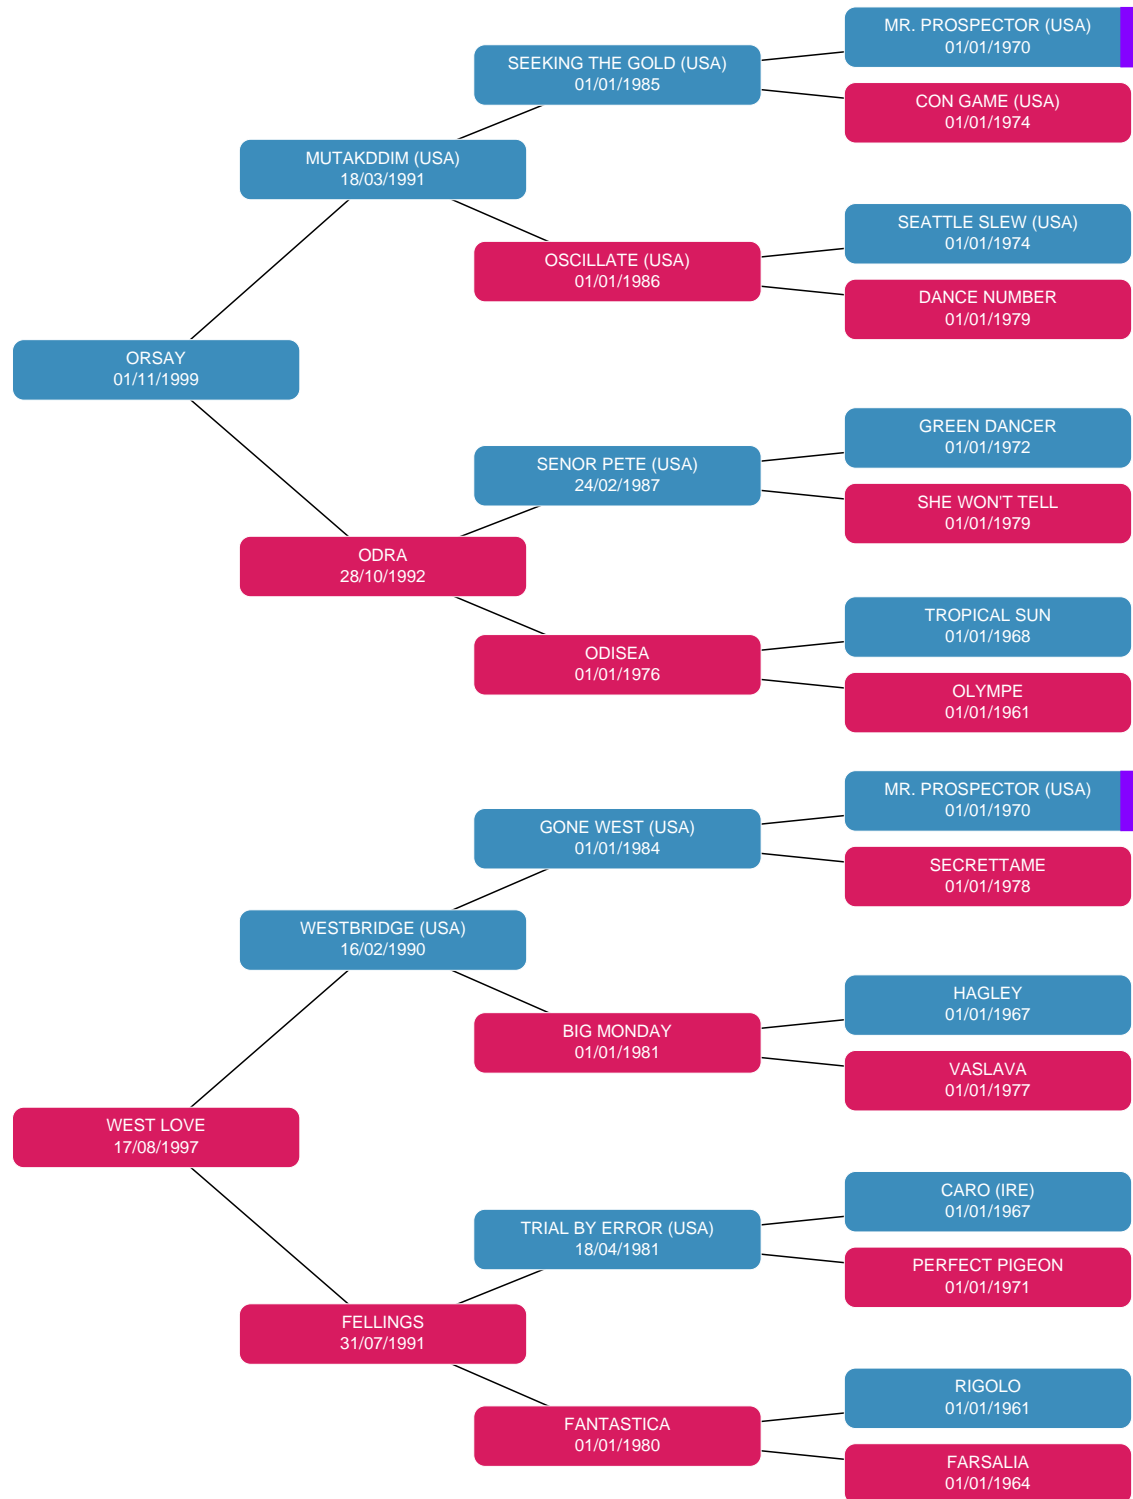 MR. PROSPECTOR (USA)
01/01/1970
SEEKING THE GOLD (USA)
01/01/1985
CON GAME (USA)
01/01/1974
MUTAKDDIM (USA)
18/03/1991
SEATTLE SLEW (USA)
01/01/1974
OSCILLATE (USA)
01/01/1986
DANCE NUMBER
01/01/1979
ORSAY
01/11/1999
GREEN DANCER
01/01/1972
SENOR PETE (USA)
24/02/1987
SHE WON'T TELL
01/01/1979
ODRA
28/10/1992
TROPICAL SUN
01/01/1968
ODISEA
01/01/1976
OLYMPE
01/01/1961
MR. PROSPECTOR (USA)
01/01/1970
GONE WEST (USA)
01/01/1984
SECRETTAME
01/01/1978
WESTBRIDGE (USA)
16/02/1990
HAGLEY
01/01/1967
BIG MONDAY
01/01/1981
VASLAVA
01/01/1977
WEST LOVE
17/08/1997
CARO (IRE)
01/01/1967
TRIAL BY ERROR (USA)
18/04/1981
PERFECT PIGEON
01/01/1971
FELLINGS
31/07/1991
RIGOLO
01/01/1961
FANTASTICA
01/01/1980
FARSALIA
01/01/1964